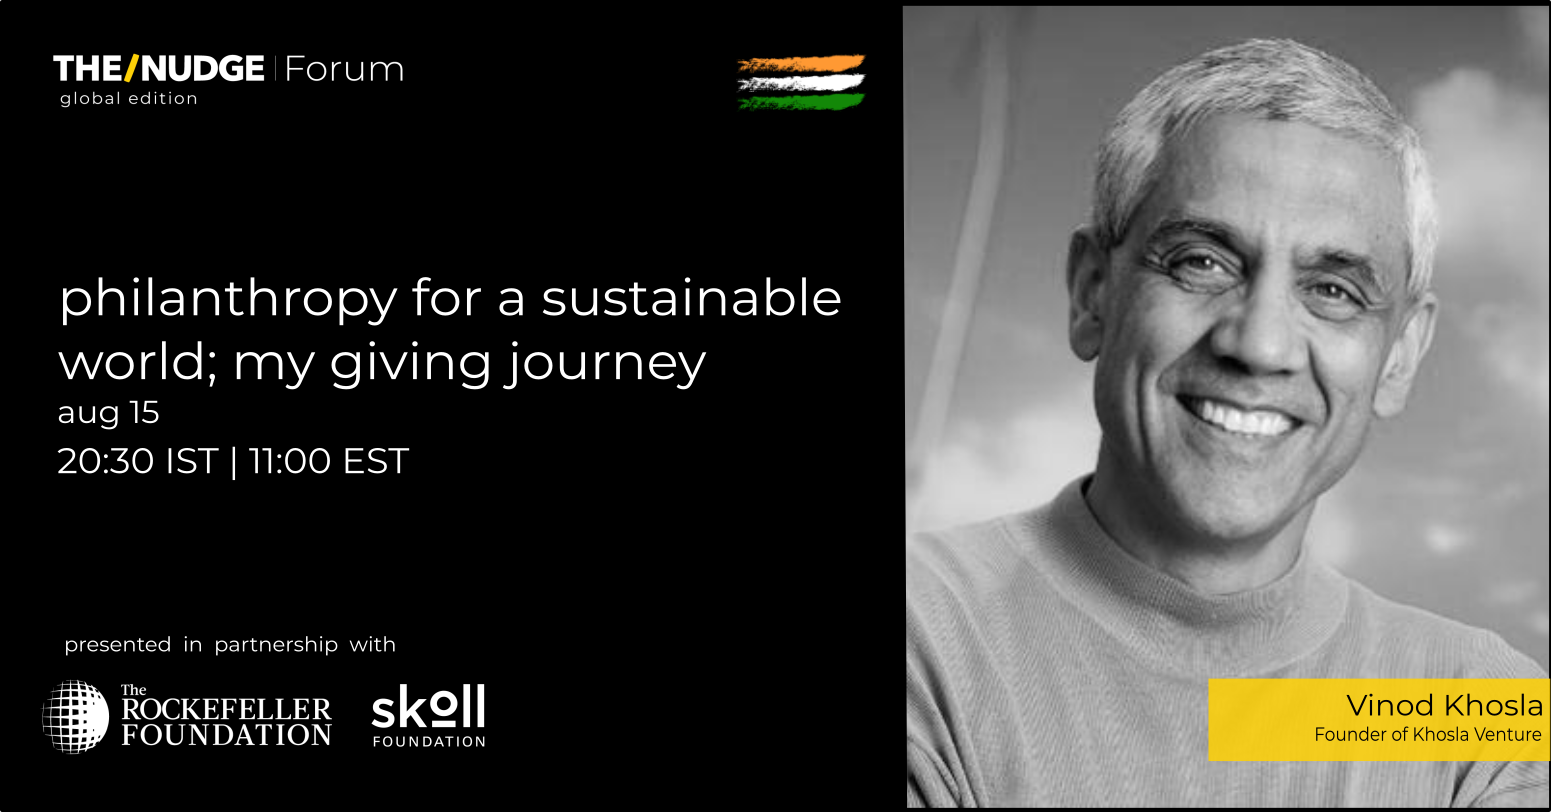 THE/NUDGE | Forum
global edition
philanthropy for a sustainable
world; my giving journey
aug 15
20:30 IST | 11:00 EST
presented in partnership with
The
ROCKEFELLER
FOUNDATION
skoll
FOUNDATION
Vinod Khosla
Founder of Khosla Venture